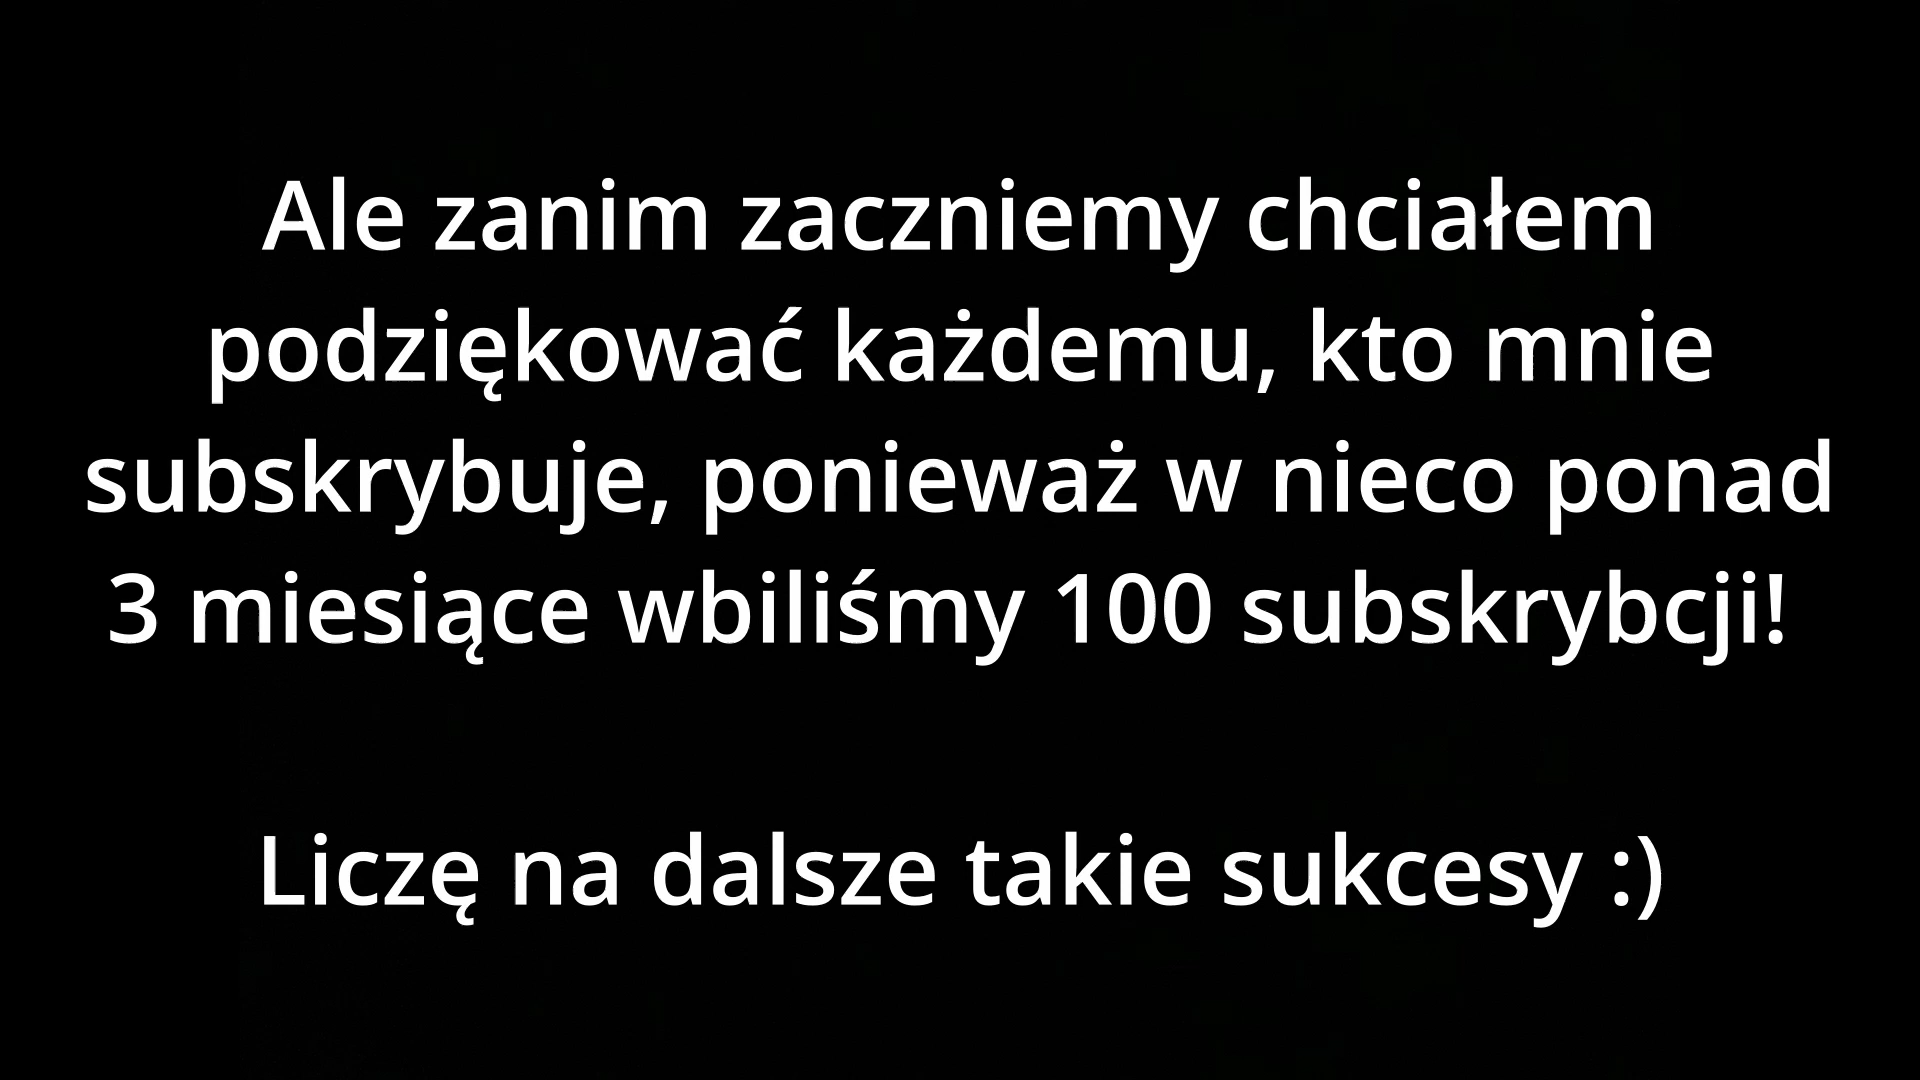 Ale zanim zaczniemy chciałem
podziękować każdemu, kto mnie
subskrybuje, ponieważ w nieco ponad
3 miesiące wbiliśmy 100 subskrybcji!
Liczę na dalsze takie sukcesy :)